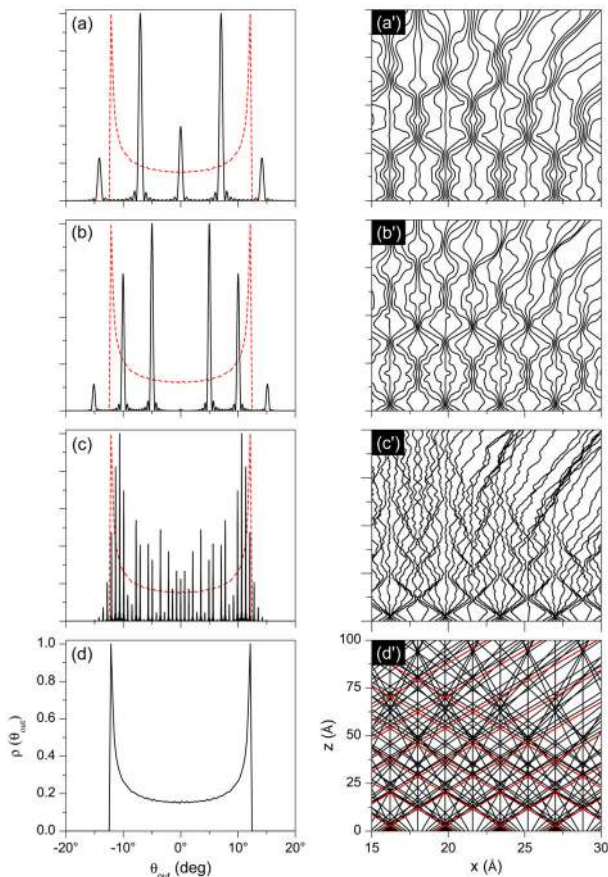 (a)
(a')
(b)
(b')
(c)
(c')
(d)
(d')
1.0
0.8
0.6
0.4
0.2
0.0
ρ (θout)
-20°
-10°
0°
10°
20°
θout (deg)
100
75
50
25
0
z (Å)
15
20
25
30
x (Å)